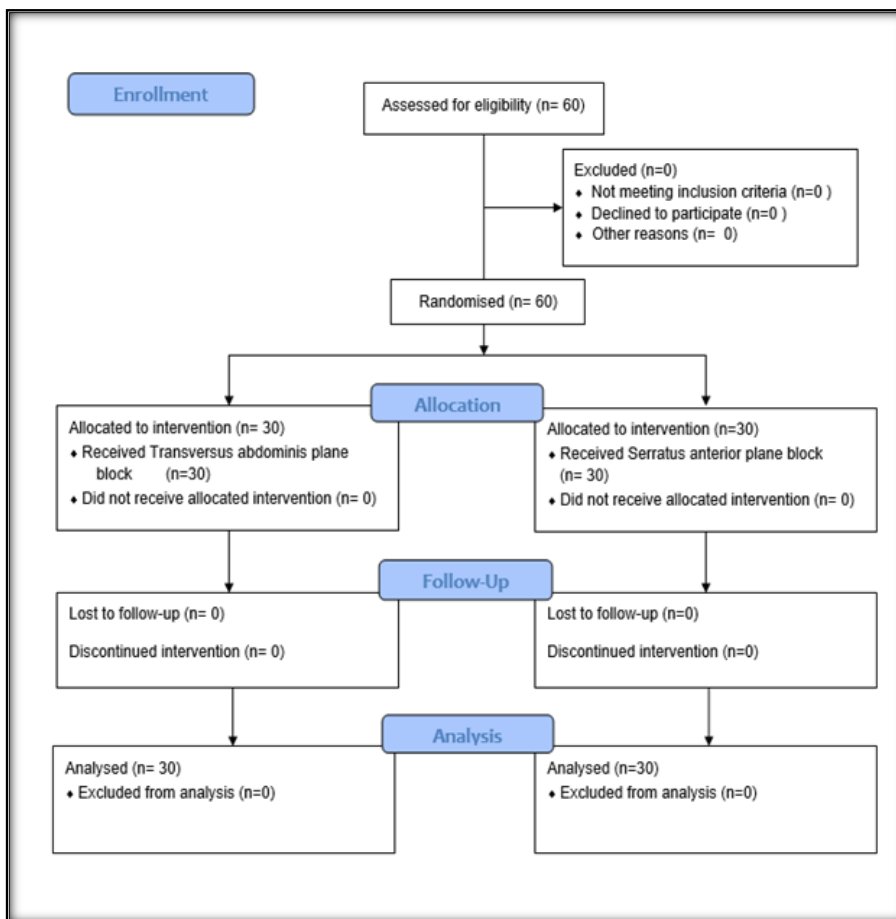 Enrollment
Assessed for eligibility (n= 60)
Excluded (n=0)
♦ Not meeting inclusion criteria (n=0 )
♦ Declined to participate (n=0 )
♦ Other reasons (n=  0)
Randomised (n= 60)
Allocation
Allocated to intervention (n= 30)
♦ Received Transversus abdominis plane
block (n=30)
♦ Did not receive allocated intervention (n= 0)
Allocated to intervention (n=30)
♦ Received Serratus anterior plane block
(n= 30)
♦ Did not receive allocated intervention (n= 0)
Follow-Up
Lost to follow-up (n= 0)
Discontinued intervention (n= 0)
Lost to follow-up (n=0)
Discontinued intervention (n=0)
Analysis
Analysed (n= 30)
♦ Excluded from analysis (n=0)
Analysed (n=30)
♦ Excluded from analysis (n=0)